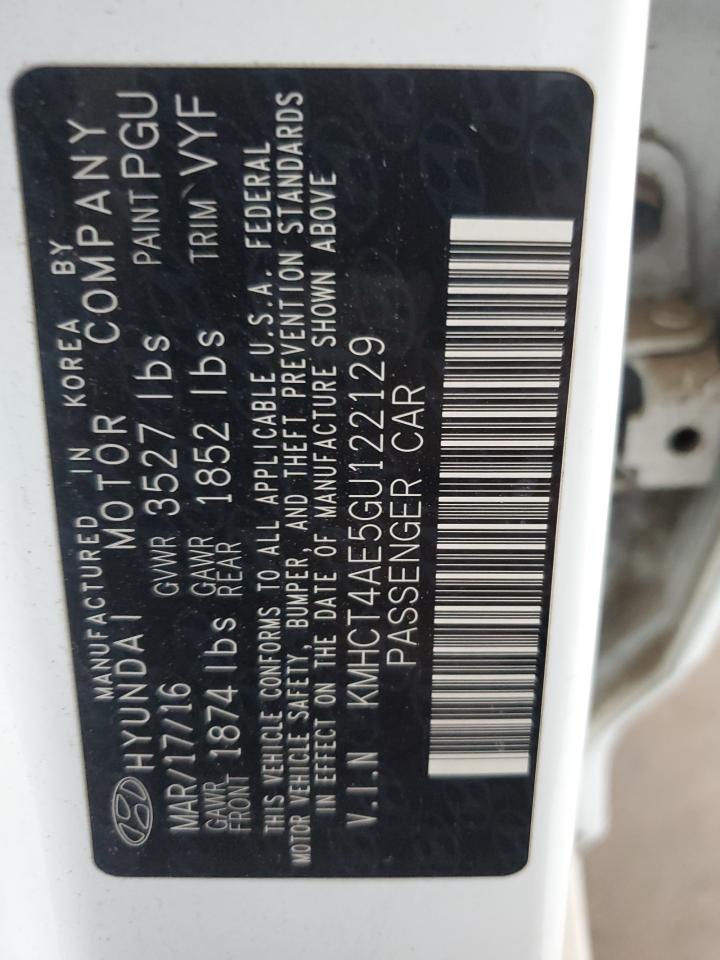 MANUFACTURED IN KOREA BY
HYUNDAI MOTOR COMPANY
MAR/17/16 GVWR 3527 lbs PAINT PGU
GAWR FRONT 1874 lbs GAWR REAR 1852 lbs TRIM VYF
THIS VEHICLE CONFORMS TO ALL APPLICABLE U.S.A. FEDERAL
MOTOR VEHICLE SAFETY, BUMPER, AND THEFT PREVENTION STANDARDS
IN EFFECT ON THE DATE OF MANUFACTURE SHOWN ABOVE
V.I.N KMHCT4AE5GU122129
PASSENGER CAR